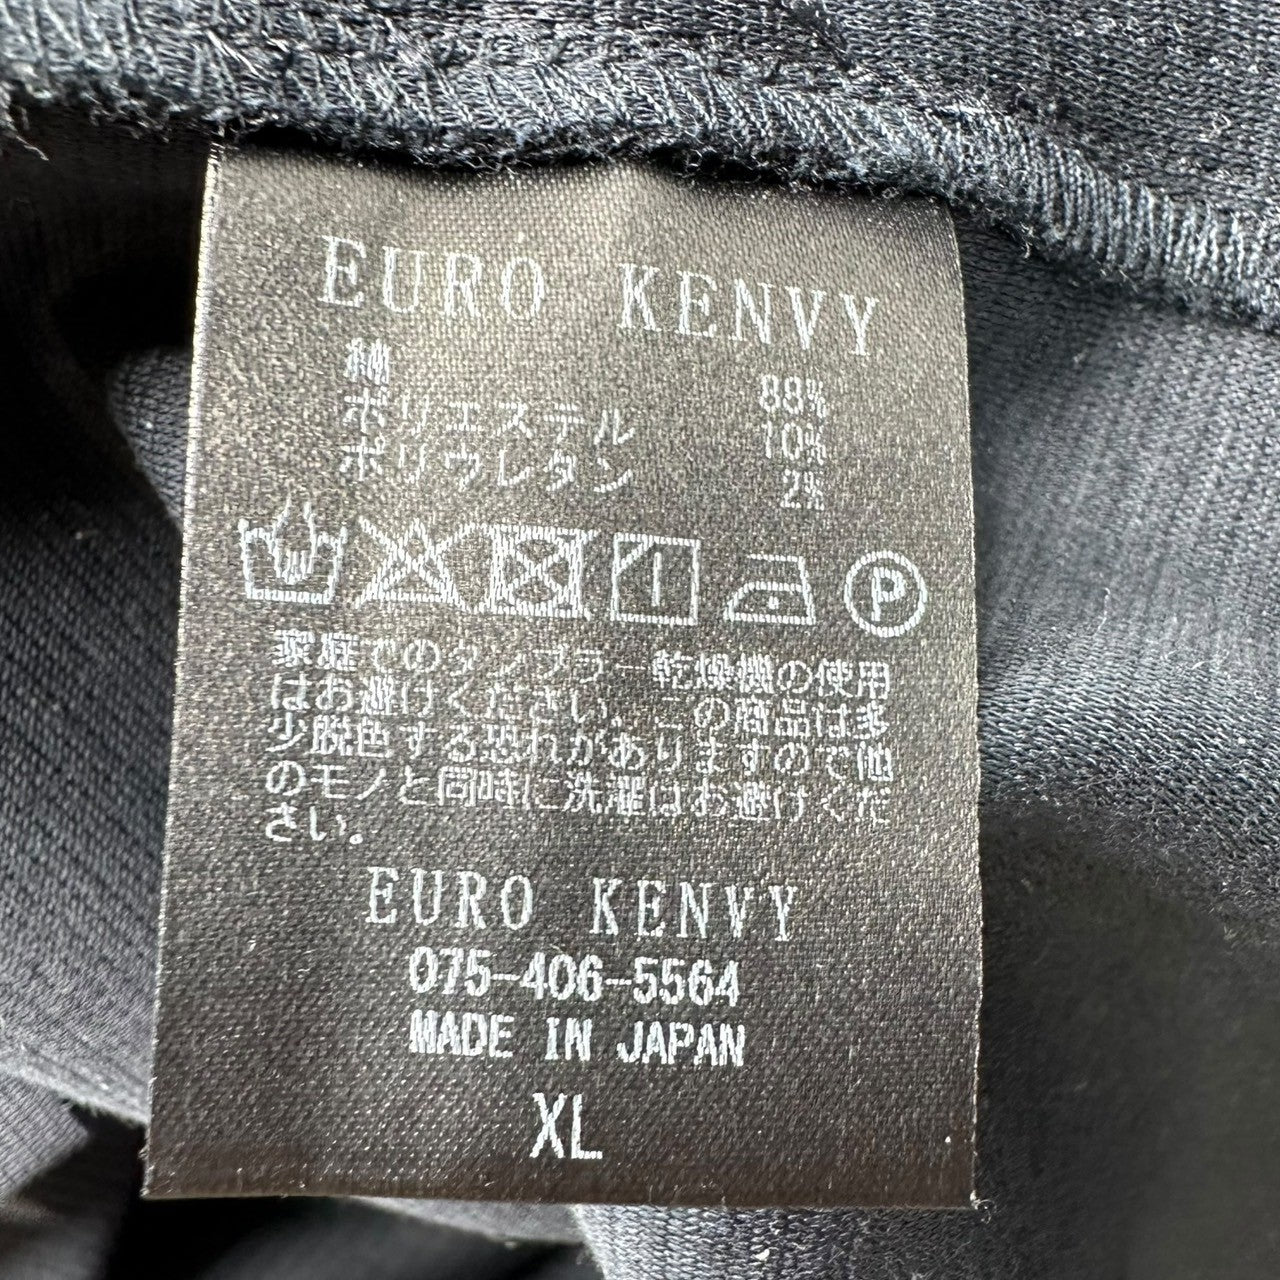 EURO KENVY
綿 88%
ポリエステル 10%
ポリウレタン 2%
P
家庭でのタンブラー乾燥機の使用
はお避けください。この商品は多
少脱色する恐れがありますので他
のモノと同時に洗濯はお避けくだ
さい。
EURO KENVY
075-406-5564
MADE IN JAPAN
XL